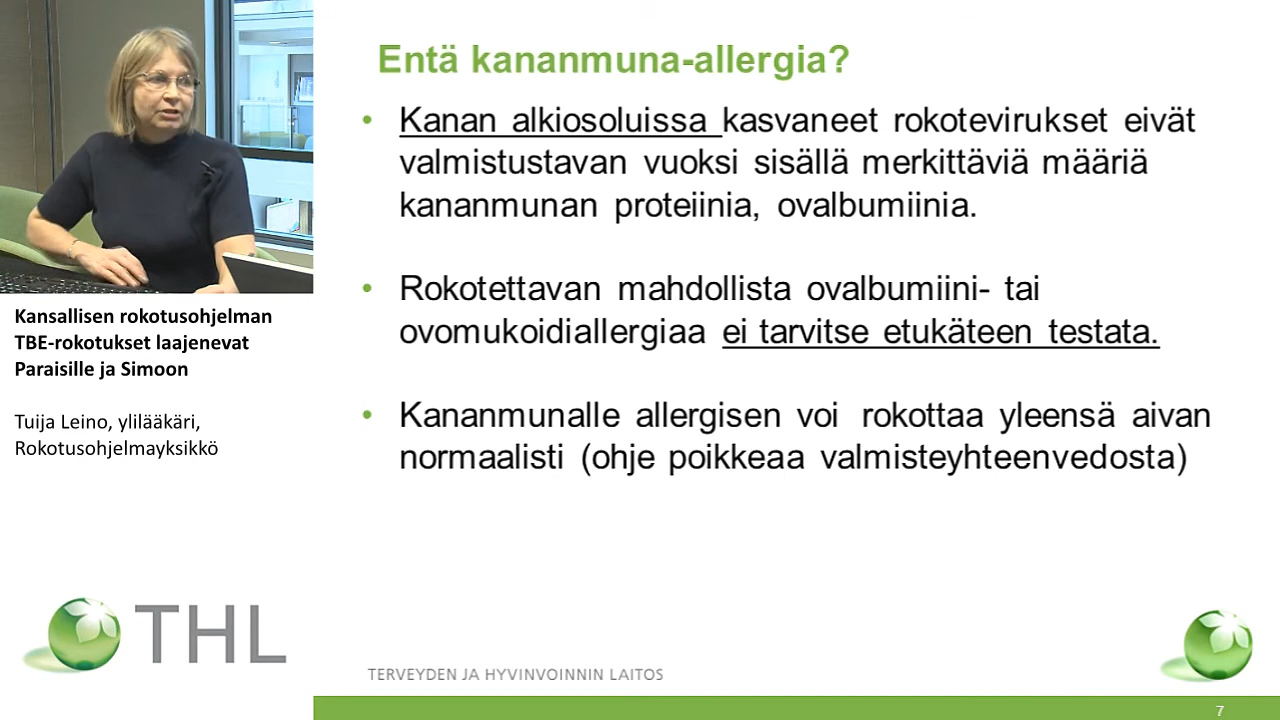 Entä kananmuna-allergia?
• Kanan alkiosoluissa kasvaneet rokotevirukset eivät
valmistustavan vuoksi sisällä merkittäviä määriä
kananmunan proteiinia, ovalbumiinia.
• Rokotettavan mahdollista ovalbumiini- tai
ovomukoidiallergiaa ei tarvitse etukäteen testata.
• Kananmunalle allergisen voi rokottaa yleensä aivan
normaalisti (ohje poikkeaa valmisteyhteenvedosta)
Kansallisen rokotusohjelman
TBE-rokotukset laajenevat
Paraisille ja Simoon
Tuija Leino, ylilääkäri,
Rokotusohjelmayksikkö
THL
TERVEYDEN JA HYVINVOINNIN LAITOS
7